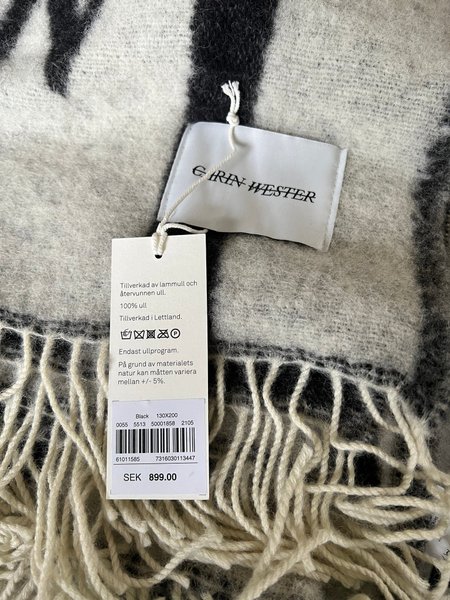 CARIN WESTER
Tillverkad av lammull och
återvunnen ull.
100% ull
Tillverkad i Lettland.
Endast ullprogram.
På grund av materialets
natur kan måtten variera
mellan +/- 5%.
Black 130X200
0055 5513 50001858 2105
61011585 7316030113447
SEK 899.00